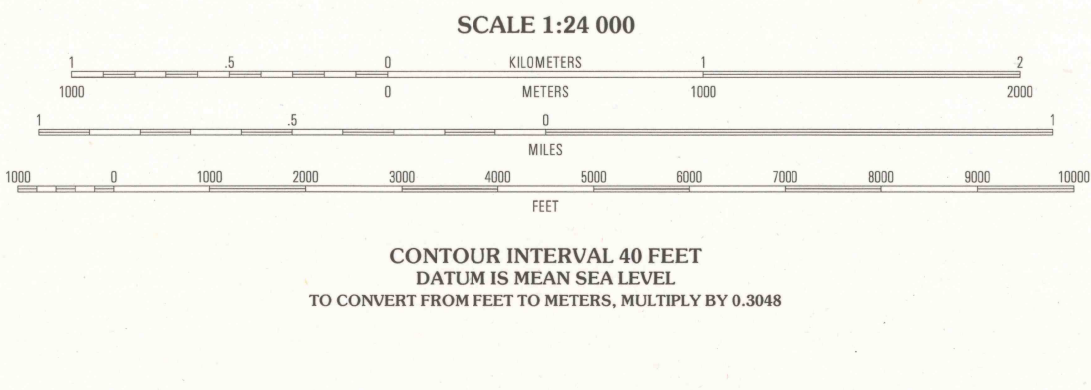 SCALE 1:24 000
1 .5 0 KILOMETERS 1 2
1000 0 METERS 1000 2000
1 .5 0 1
MILES
1000 0 1000 2000 3000 4000 5000 6000 7000 8000 9000 10000
FEET
CONTOUR INTERVAL 40 FEET
DATUM IS MEAN SEA LEVEL
TO CONVERT FROM FEET TO METERS, MULTIPLY BY 0.3048